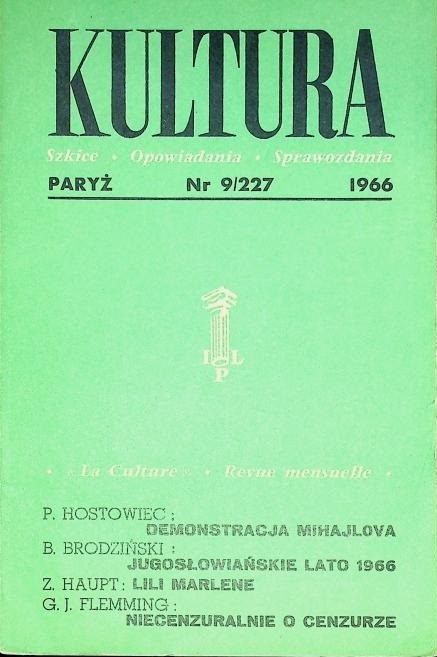 KULTURA
Szkice • Opowiadania • Sprawozdania
PARYŻ Nr 9/227 1966
I L
P
• «La Culture» • Revue mensuelle •
P. HOSTOWIEC :
DEMONSTRACJA MIHAJLOVA
B. BRODZIŃSKI :
JUGOSŁOWIAŃSKIE LATO 1966
Z. HAUPT : LILI MARLENE
G. J. FLEMMING :
NIECENZURALNIE O CENZURZE